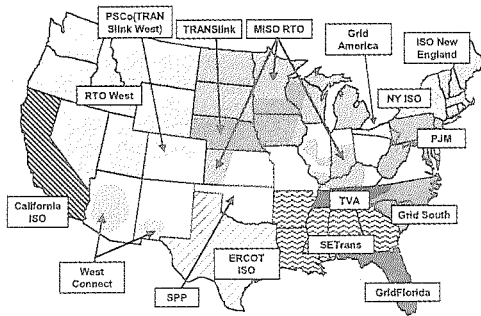 PSCo(TRAN
Slink West)
TRANSlink
MISO RTO
Grid
America
ISO New
England
RTO West
NY ISO
PJM
California
ISO
TVA
Grid South
West
Connect
ERCOT
ISO
SETrans
SPP
GridFlorida